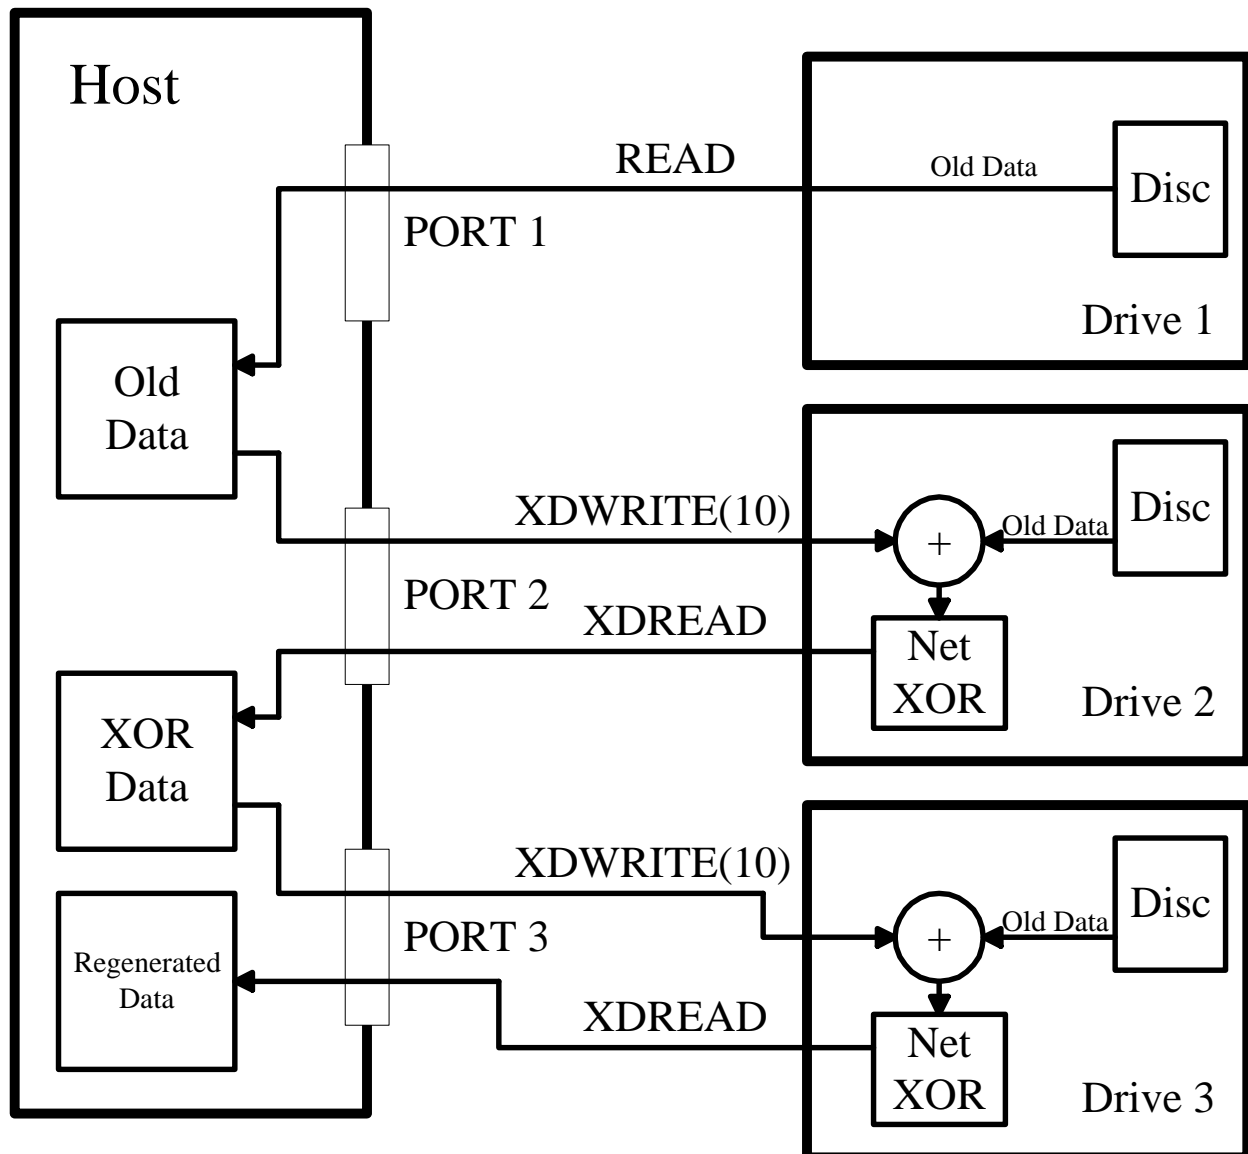 Host
READ
Old Data
Disc
PORT 1
Drive 1
Old
Data
XDWRITE(10)
+
Old Data
Disc
PORT 2
XDREAD
Net
XOR
Drive 2
XOR
Data
XDWRITE(10)
+
Old Data
Disc
PORT 3
Regenerated
Data
XDREAD
Net
XOR
Drive 3